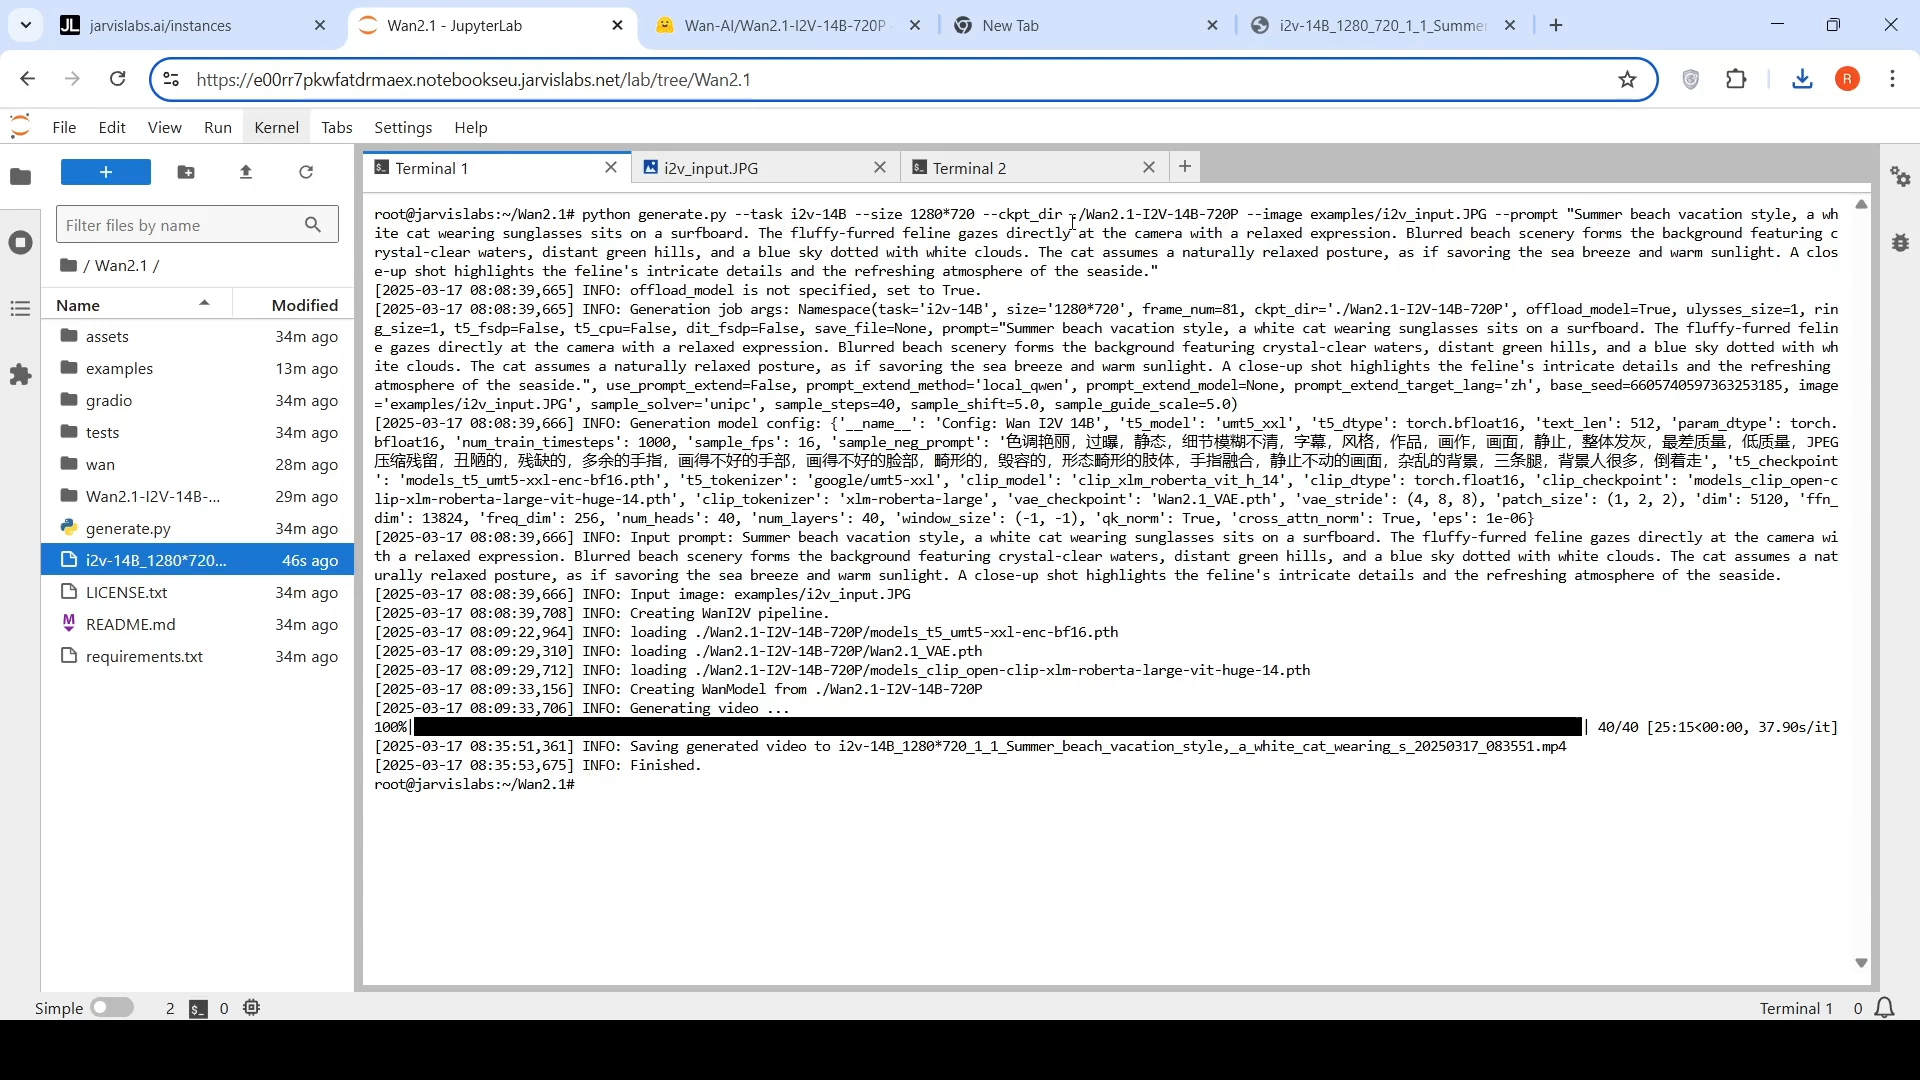 jarvislabs.ai/instances
Wan2.1 - JupyterLab
Wan-AI/Wan2.1-I2V-14B-720P
New Tab
i2v-14B_1280_720_1_1_Summer
https://e00rr7pkwfatdrmaex.notebookseu.jarvislabs.net/lab/tree/Wan2.1
R
File Edit View Run Kernel Tabs Settings Help
Terminal 1
i2v_input.JPG
Terminal 2
Filter files by name
/ Wan2.1 /
Name Modified
assets 34m ago
examples 13m ago
gradio 34m ago
tests 34m ago
wan 28m ago
Wan2.1-I2V-14B-... 29m ago
generate.py 34m ago
i2v-14B_1280*720... 46s ago
LICENSE.txt 34m ago
README.md 34m ago
requirements.txt 34m ago
root@jarvislabs:~/Wan2.1# python generate.py --task i2v-14B --size 1280*720 --ckpt_dir ./Wan2.1-I2V-14B-720P --image examples/i2v_input.JPG --prompt "Summer beach vacation style, a wh
ite cat wearing sunglasses sits on a surfboard. The fluffy-furred feline gazes directly at the camera with a relaxed expression. Blurred beach scenery forms the background featuring c
rystal-clear waters, distant green hills, and a blue sky dotted with white clouds. The cat assumes a naturally relaxed posture, as if savoring the sea breeze and warm sunlight. A clos
e-up shot highlights the feline's intricate details and the refreshing atmosphere of the seaside."
[2025-03-17 08:08:39,665] INFO: offload_model is not specified, set to True.
[2025-03-17 08:08:39,665] INFO: Generation job args: Namespace(task='i2v-14B', size='1280*720', frame_num=81, ckpt_dir='./Wan2.1-I2V-14B-720P', offload_model=True, ulysses_size=1, rin
g_size=1, t5_fsdp=False, t5_cpu=False, dit_fsdp=False, save_file=None, prompt="Summer beach vacation style, a white cat wearing sunglasses sits on a surfboard. The fluffy-furred felin
e gazes directly at the camera with a relaxed expression. Blurred beach scenery forms the background featuring crystal-clear waters, distant green hills, and a blue sky dotted with wh
ite clouds. The cat assumes a naturally relaxed posture, as if savoring the sea breeze and warm sunlight. A close-up shot highlights the feline's intricate details and the refreshing
atmosphere of the seaside.", use_prompt_extend=False, prompt_extend_method='local_qwen', prompt_extend_model=None, prompt_extend_target_lang='zh', base_seed=6605740597363253185, image
='examples/i2v_input.JPG', sample_solver='unipc', sample_steps=40, sample_shift=5.0, sample_guide_scale=5.0)
[2025-03-17 08:08:39,666] INFO: Generation model config: {'__name__': 'Config: Wan I2V 14B', 't5_model': 'umt5_xxl', 't5_dtype': torch.bfloat16, 'text_len': 512, 'param_dtype': torch.
bfloat16, 'num_train_timesteps': 1000, 'sample_fps': 16, 'sample_neg_prompt': '色调艳丽，过曝，静态，细节模糊不清，字幕，风格，作品，画作，画面，静止，整体发灰，最差质量，低质量，JPEG
压缩残留，丑陋的，残缺的，多余的手指，画得不好的手部，画得不好的脸部，畸形的，毁容的，形态畸形的肢体，手指融合，静止不动的画面，杂乱的背景，三条腿，背景人很多，倒着走', 't5_checkpoint
': 'models_t5_umt5-xxl-enc-bf16.pth', 't5_tokenizer': 'google/umt5-xxl', 'clip_model': 'clip_xlm_roberta_vit_h_14', 'clip_dtype': torch.float16, 'clip_checkpoint': 'models_clip_open-c
lip-xlm-roberta-large-vit-huge-14.pth', 'clip_tokenizer': 'xlm-roberta-large', 'vae_checkpoint': 'Wan2.1_VAE.pth', 'vae_stride': (4, 8, 8), 'patch_size': (1, 2, 2), 'dim': 5120, 'ffn_
dim': 13824, 'freq_dim': 256, 'num_heads': 40, 'num_layers': 40, 'window_size': (-1, -1), 'qk_norm': True, 'cross_attn_norm': True, 'eps': 1e-06}
[2025-03-17 08:08:39,666] INFO: Input prompt: Summer beach vacation style, a white cat wearing sunglasses sits on a surfboard. The fluffy-furred feline gazes directly at the camera wi
th a relaxed expression. Blurred beach scenery forms the background featuring crystal-clear waters, distant green hills, and a blue sky dotted with white clouds. The cat assumes a nat
urally relaxed posture, as if savoring the sea breeze and warm sunlight. A close-up shot highlights the feline's intricate details and the refreshing atmosphere of the seaside.
[2025-03-17 08:08:39,666] INFO: Input image: examples/i2v_input.JPG
[2025-03-17 08:08:39,708] INFO: Creating WanI2V pipeline.
[2025-03-17 08:09:22,964] INFO: loading ./Wan2.1-I2V-14B-720P/models_t5_umt5-xxl-enc-bf16.pth
[2025-03-17 08:09:29,310] INFO: loading ./Wan2.1-I2V-14B-720P/Wan2.1_VAE.pth
[2025-03-17 08:09:29,712] INFO: loading ./Wan2.1-I2V-14B-720P/models_clip_open-clip-xlm-roberta-large-vit-huge-14.pth
[2025-03-17 08:09:33,156] INFO: Creating WanModel from ./Wan2.1-I2V-14B-720P
[2025-03-17 08:09:33,706] INFO: Generating video ...
100%| | 40/40 [25:15<00:00, 37.90s/it]
[2025-03-17 08:35:51,361] INFO: Saving generated video to i2v-14B_1280*720_1_1_Summer_beach_vacation_style,_a_white_cat_wearing_s_20250317_083551.mp4
[2025-03-17 08:35:53,675] INFO: Finished.
root@jarvislabs:~/Wan2.1#
Simple 2 0 Terminal 1 0